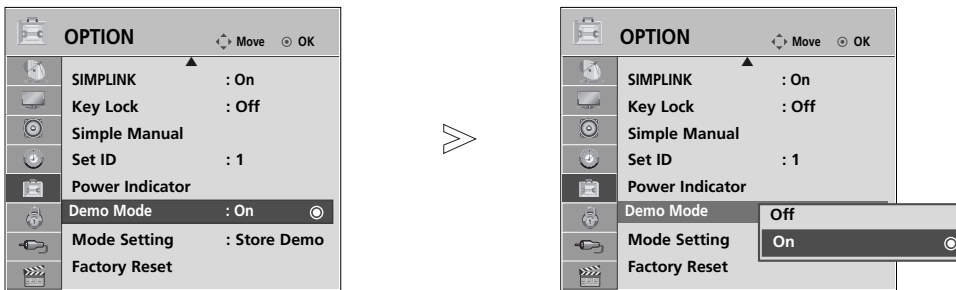 OPTION Move OK
SIMPLINK : On
Key Lock : Off
Simple Manual
Set ID : 1
Power Indicator
Demo Mode : On
Mode Setting : Store Demo
Factory Reset
>
OPTION Move OK
SIMPLINK : On
Key Lock : Off
Simple Manual
Set ID : 1
Power Indicator
Demo Mode
Off
Mode Setting
On
Factory Reset